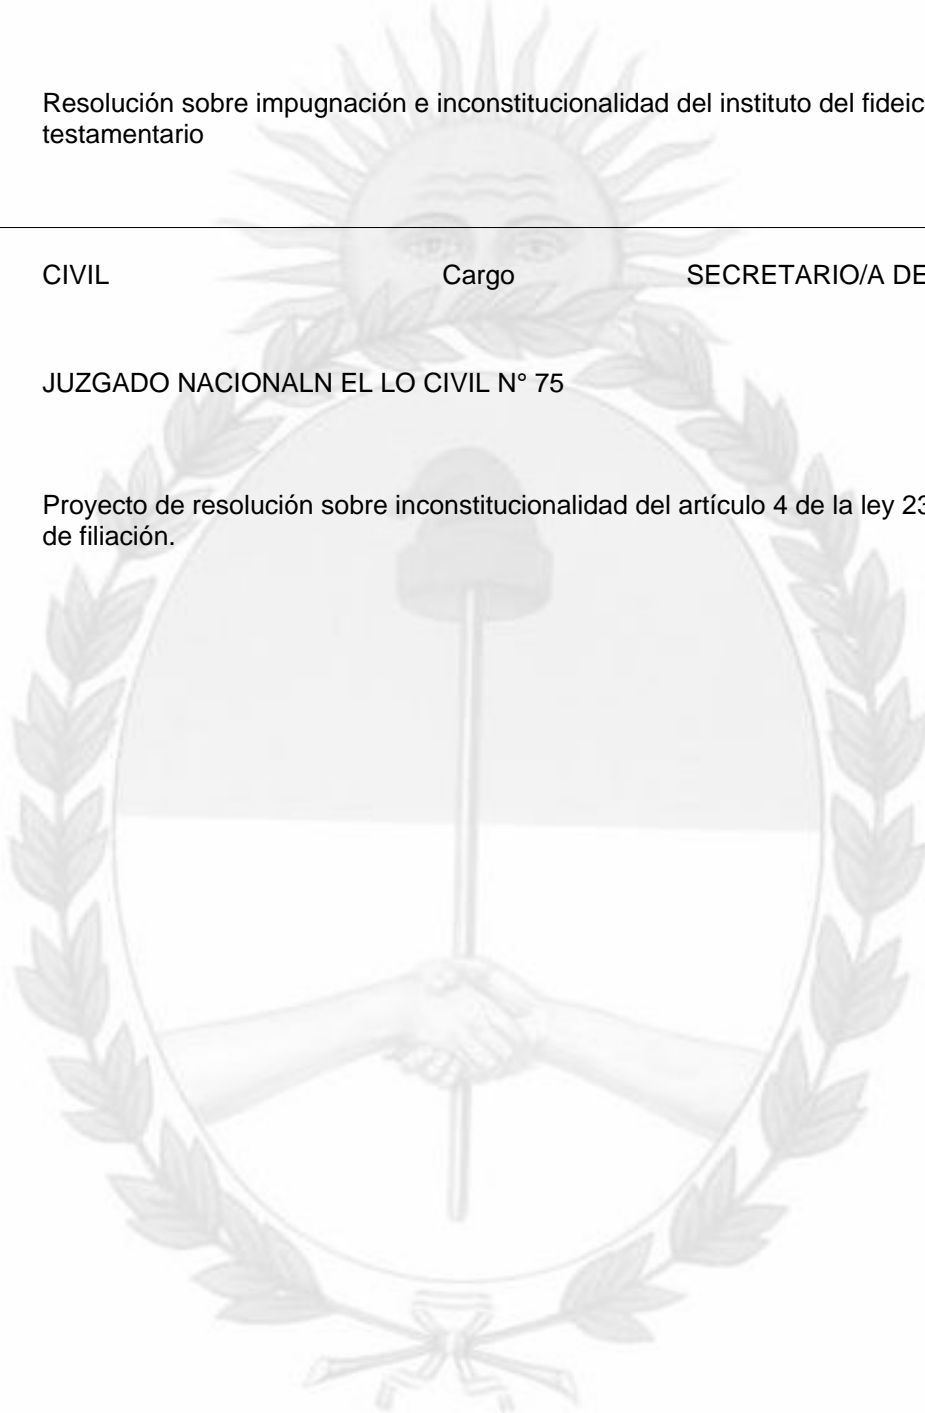 Resolución sobre impugnación e inconstitucionalidad del instituto del fideic
testamentario
CIVIL Cargo SECRETARIO/A DE
JUZGADO NACIONALN EL LO CIVIL N° 75
Proyecto de resolución sobre inconstitucionalidad del artículo 4 de la ley 23
de filiación.